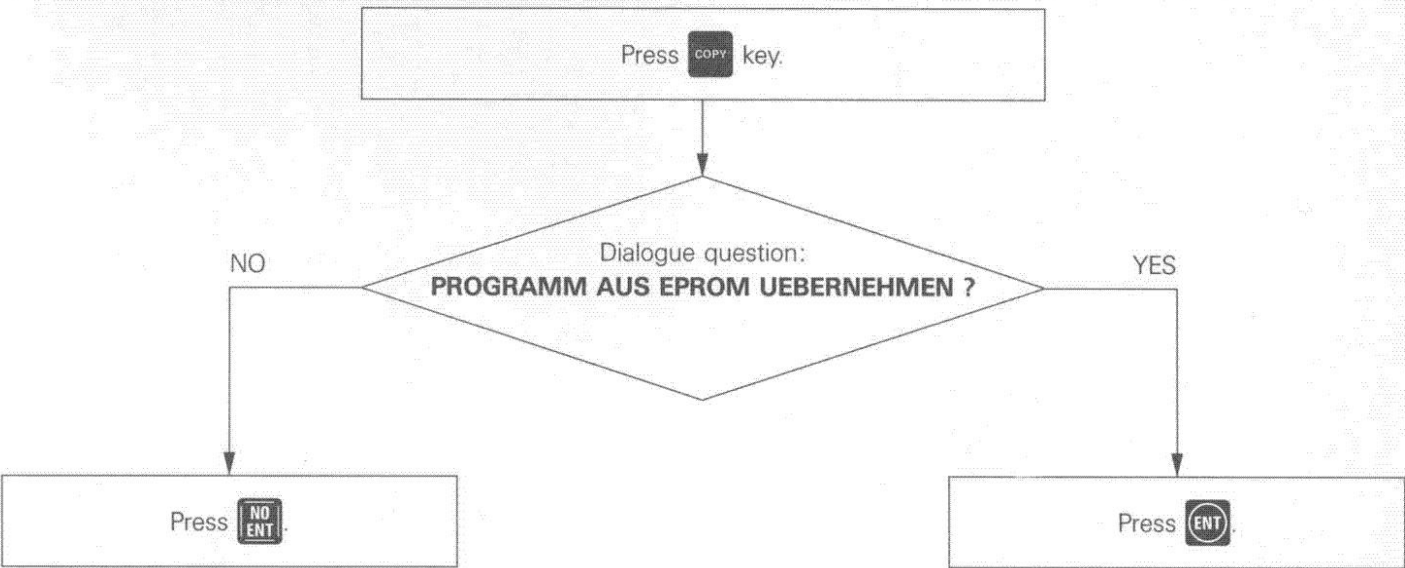 Press COPY key.
Dialogue question:
PROGRAMM AUS EPROM UEBERNEHMEN ?
NO
YES
Press NO ENT.
Press ENT.